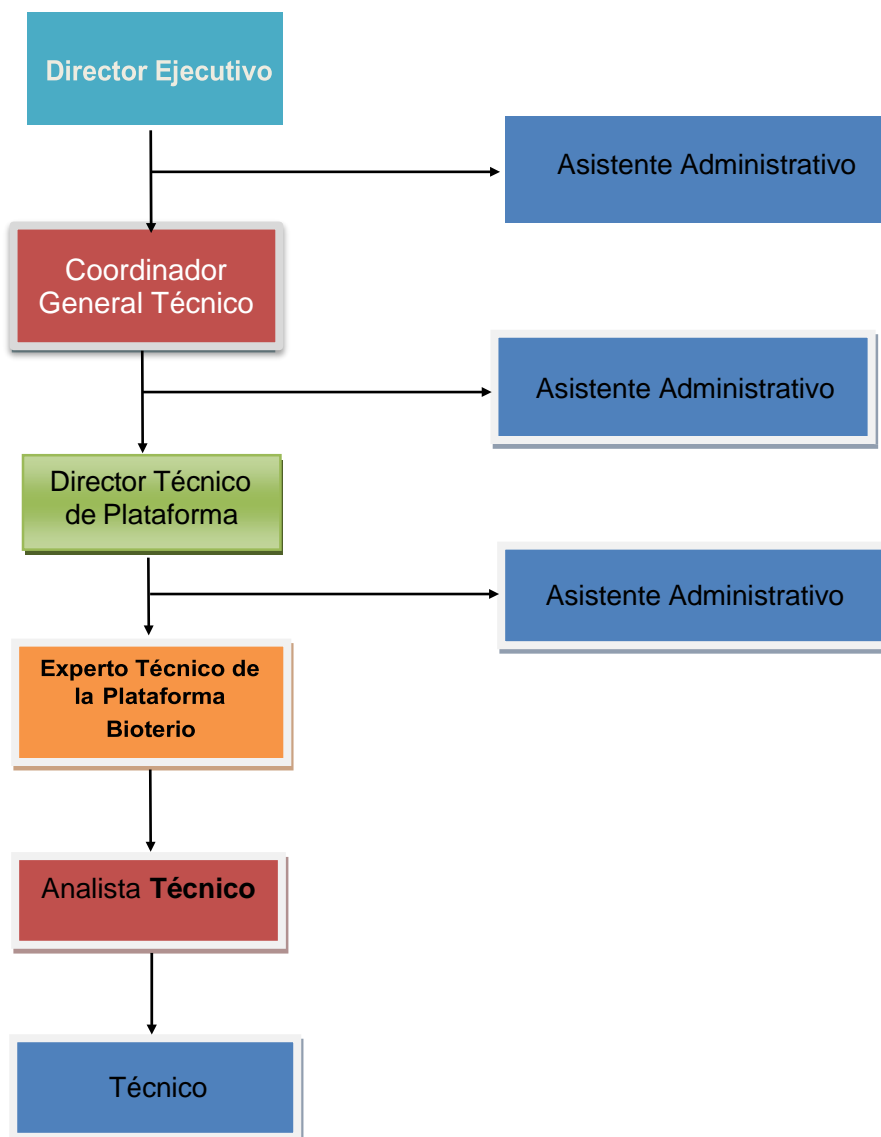 Director Ejecutivo
Asistente Administrativo
Coordinador
General Técnico
Asistente Administrativo
Director Técnico
de Plataforma
Asistente Administrativo
Experto Técnico de
la Plataforma
Bioterio
Analista Técnico
Técnico